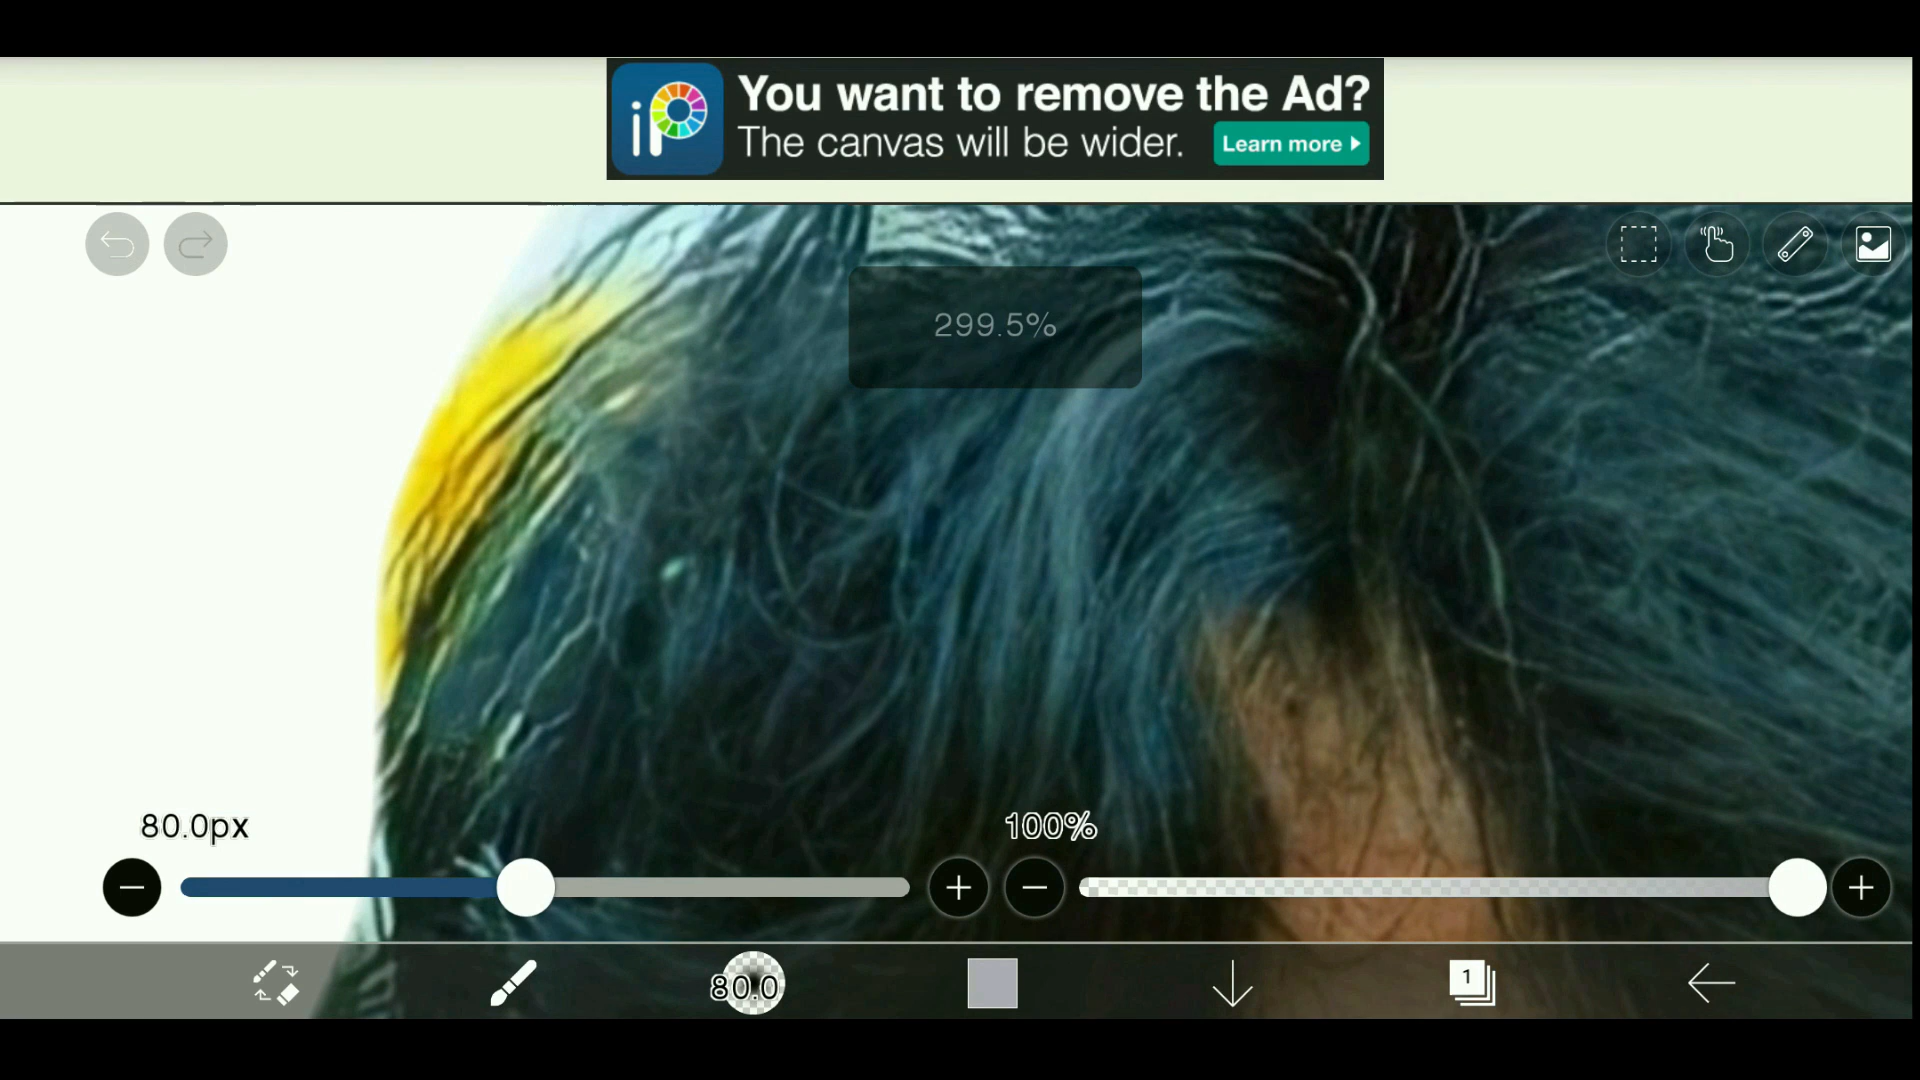 iP
You want to remove the Ad?
The canvas will be wider.
Learn more
299.5%
80.0px
100%
80.0
1